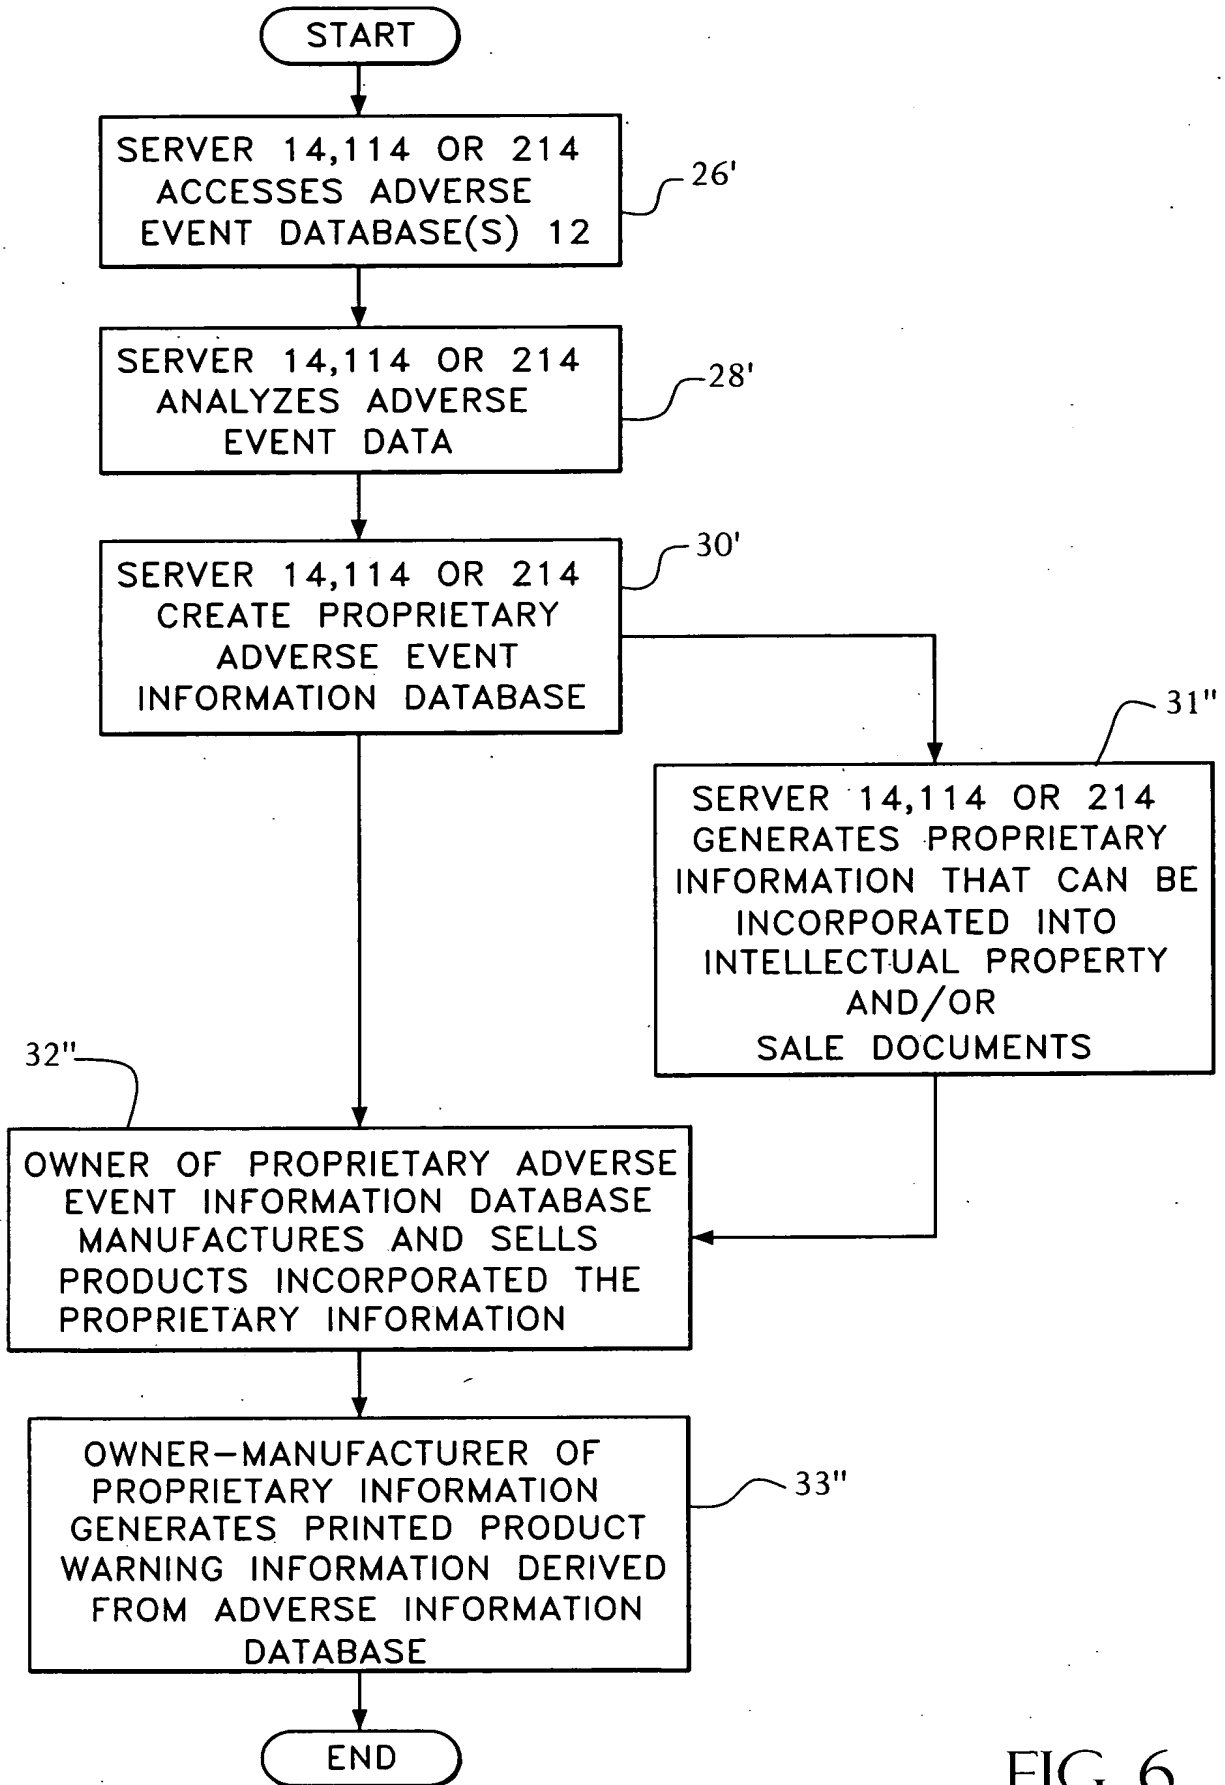 START
SERVER 14,114 OR 214
ACCESSES ADVERSE
EVENT DATABASE(S) 12
26'
SERVER 14,114 OR 214
ANALYZES ADVERSE
EVENT DATA
28'
SERVER 14,114 OR 214
CREATE PROPRIETARY
ADVERSE EVENT
INFORMATION DATABASE
30'
31"
SERVER 14,114 OR 214
GENERATES PROPRIETARY
INFORMATION THAT CAN BE
INCORPORATED INTO
INTELLECTUAL PROPERTY
AND/OR
SALE DOCUMENTS
32"
OWNER OF PROPRIETARY ADVERSE
EVENT INFORMATION DATABASE
MANUFACTURES AND SELLS
PRODUCTS INCORPORATED THE
PROPRIETARY INFORMATION
OWNER-MANUFACTURER OF
PROPRIETARY INFORMATION
GENERATES PRINTED PRODUCT
WARNING INFORMATION DERIVED
FROM ADVERSE INFORMATION
DATABASE
33"
END
FIG. 6